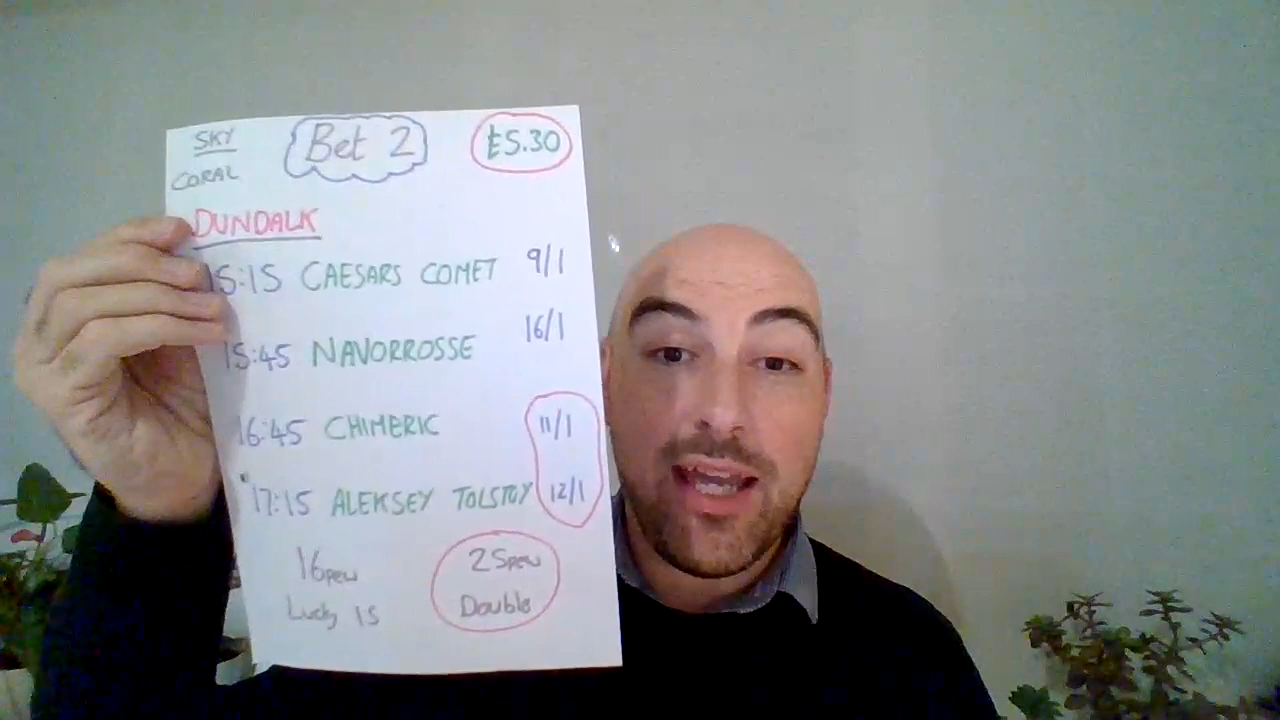 SKY
CORAL
Bet 2
£5.30
DUNDALK
15:15 CAESARS COMET 9/1
15:45 NAVORROSSE 16/1
16:45 CHIMERIC 11/1
17:15 ALEKSEY TOLSTOY 12/1
16pew
Lucky 15
25pew
Double